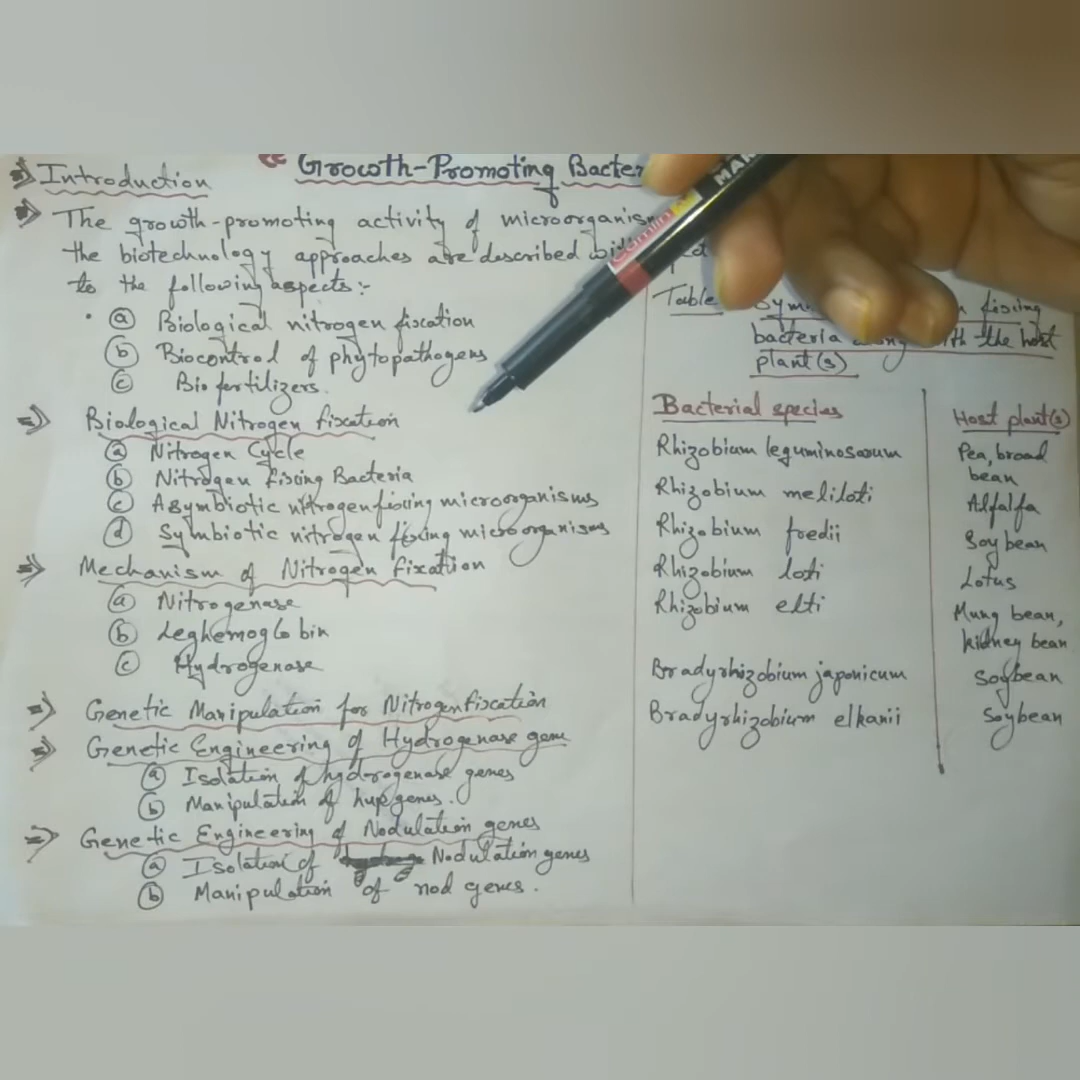 Growth-Promoting Bacter
⇒ Introduction
⇒ The growth-promoting activity of microorganism
the biotechnology approaches are described
to the following aspects:-
ⓐ Biological nitrogen fixation
ⓑ Biocontrol of phytopathogens
ⓒ Bio fertilizers.
⇒ Biological Nitrogen fixation
ⓐ Nitrogen Cycle
ⓑ Nitrogen fixing Bacteria
ⓒ Asymbiotic nitrogen fixing microorganisms
ⓓ Symbiotic nitrogen fixing microorganisms
⇒ Mechanism of Nitrogen fixation
ⓐ Nitrogenase
ⓑ Leghemoglobin
ⓒ Hydrogenase
⇒ Genetic Manipulation for Nitrogen fixation
⇒ Genetic Engineering of Hydrogenase gene
ⓐ Isolation of hydrogenase genes
ⓑ Manipulation of hup genes.
⇒ Genetic Engineering of Nodulation genes
ⓐ Isolation of Nodulation genes
ⓑ Manipulation of nod genes.
Table Sym fixing
bacteria with the host
plant(s)
Bacterial species Host plant(s)
Rhizobium leguminosarum Pea, broad
bean
Rhizobium meliloti Alfalfa
Rhizobium fredii Soybean
Rhizobium loti Lotus
Rhizobium elti Mung bean,
kidney bean
Bradyrhizobium japonicum Soybean
Bradyrhizobium elkanii Soybean